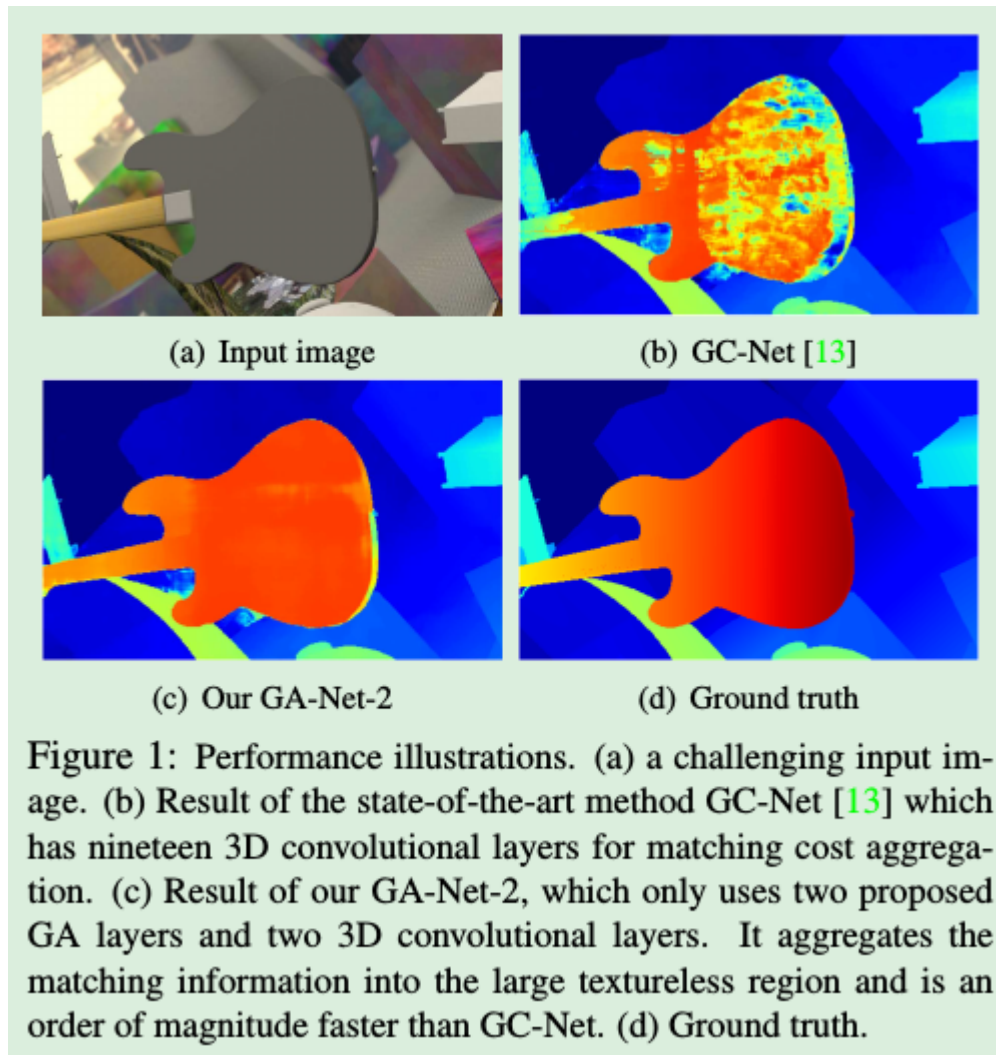 (a) Input image
(b) GC-Net [13]
(c) Our GA-Net-2
(d) Ground truth
Figure 1: Performance illustrations. (a) a challenging input im-
age. (b) Result of the state-of-the-art method GC-Net [13] which
has nineteen 3D convolutional layers for matching cost aggrega-
tion. (c) Result of our GA-Net-2, which only uses two proposed
GA layers and two 3D convolutional layers. It aggregates the
matching information into the large textureless region and is an
order of magnitude faster than GC-Net. (d) Ground truth.